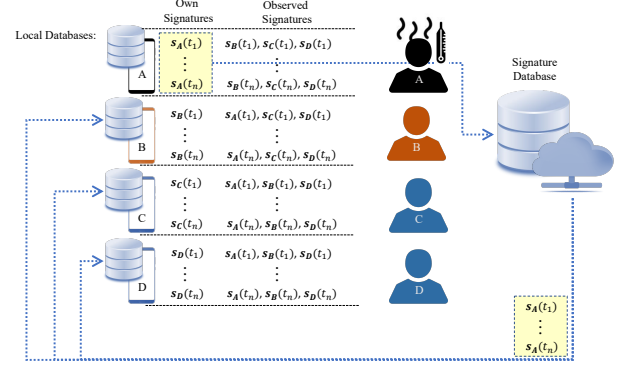 Own Signatures
Observed Signatures
Local Databases:
A
s_A(t_1)
s_B(t_1), s_C(t_1), s_D(t_1)
⋮
⋮
s_A(t_n)
s_B(t_n), s_C(t_n), s_D(t_n)
A
Signature
Database
B
s_B(t_1)
s_A(t_1), s_C(t_1), s_D(t_1)
⋮
⋮
s_B(t_n)
s_A(t_n), s_C(t_n), s_D(t_n)
B
C
s_C(t_1)
s_A(t_1), s_B(t_1), s_D(t_1)
⋮
⋮
s_C(t_n)
s_A(t_n), s_B(t_n), s_D(t_n)
C
D
s_D(t_1)
s_A(t_1), s_B(t_1), s_D(t_1)
⋮
⋮
s_D(t_n)
s_A(t_n), s_B(t_n), s_D(t_n)
D
s_A(t_1)
⋮
s_A(t_n)